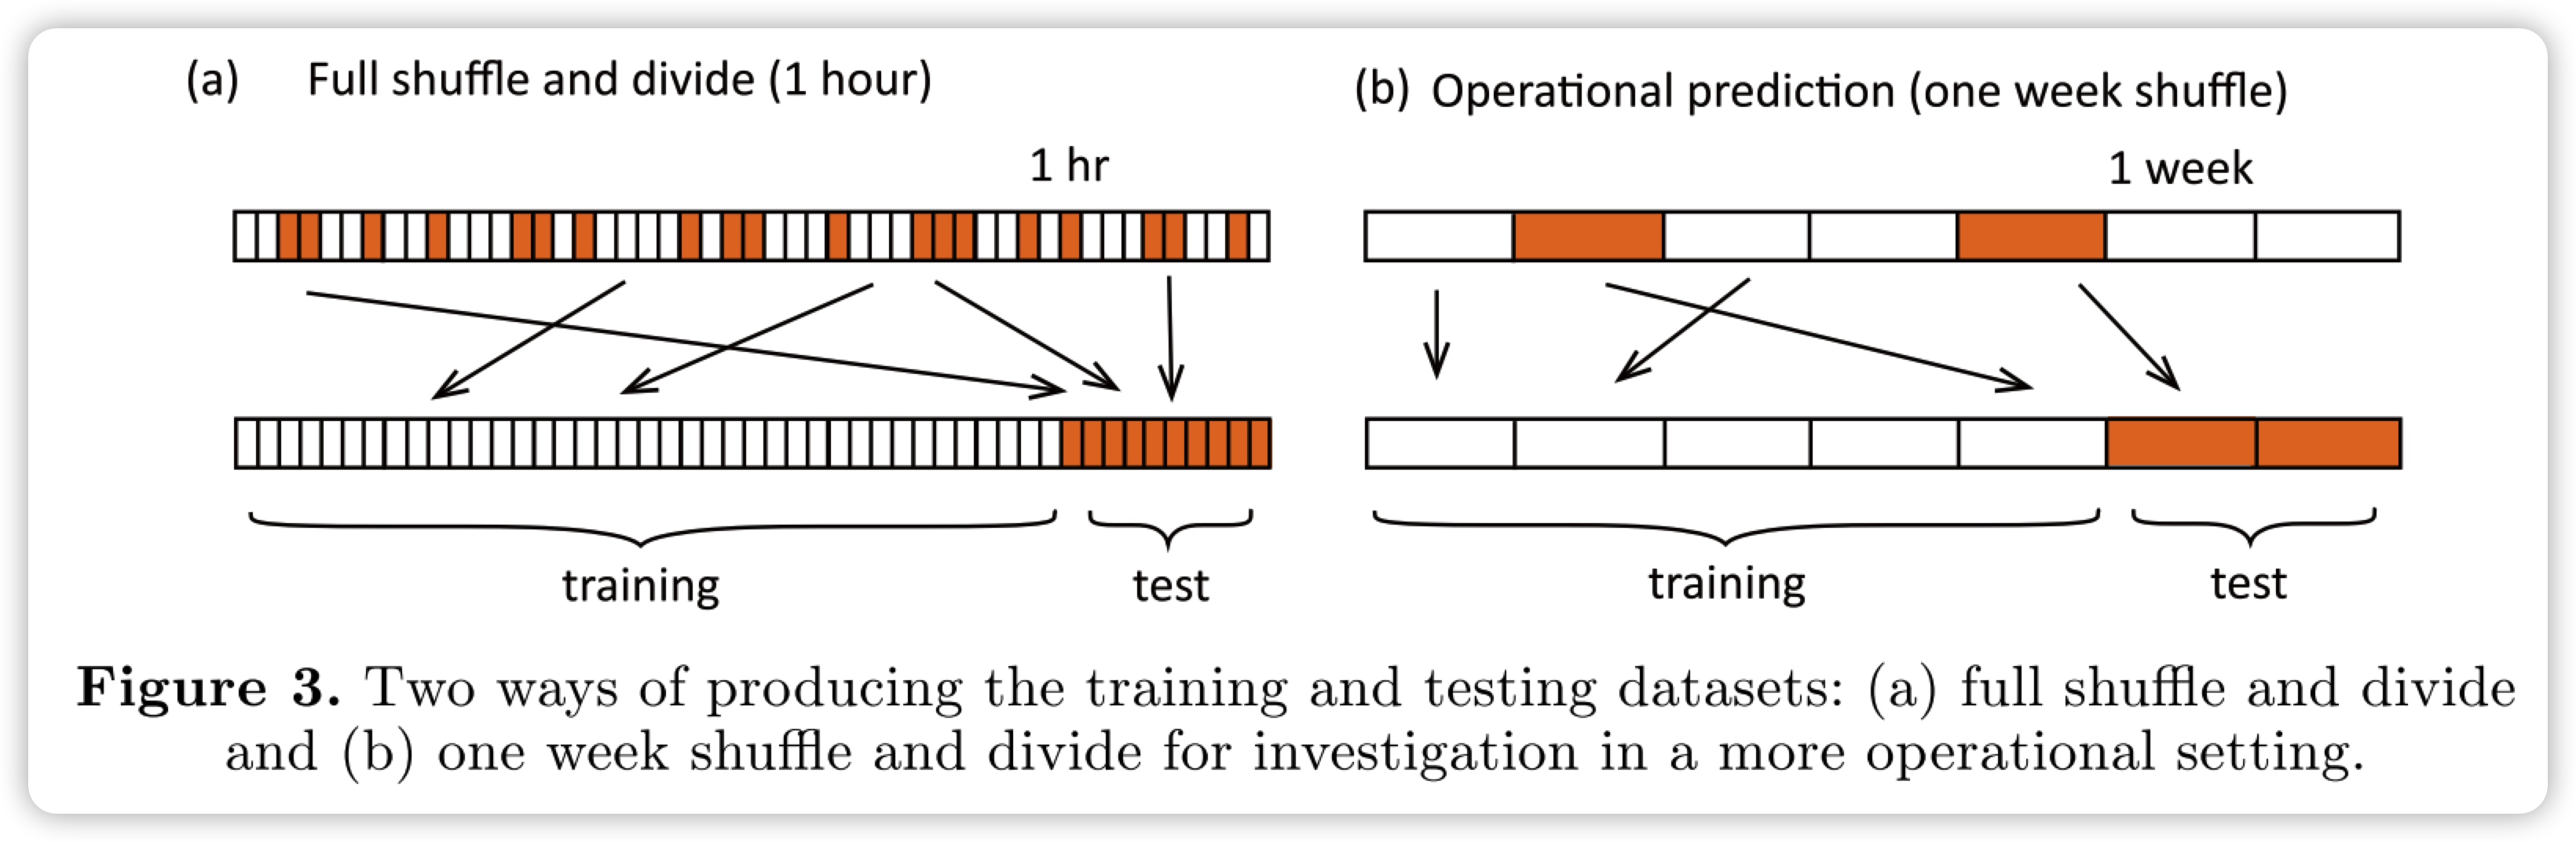 (a) Full shuffle and divide (1 hour)
1 hr
training
test
(b) Operational prediction (one week shuffle)
1 week
training
test
Figure 3. Two ways of producing the training and testing datasets: (a) full shuffle and divide
and (b) one week shuffle and divide for investigation in a more operational setting.